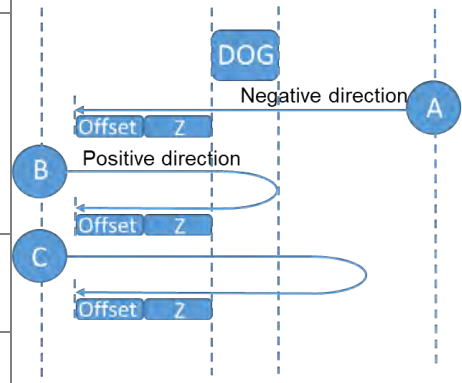 DOG
Negative direction
A
Offset Z
B
Positive direction
Offset Z
C
Offset Z